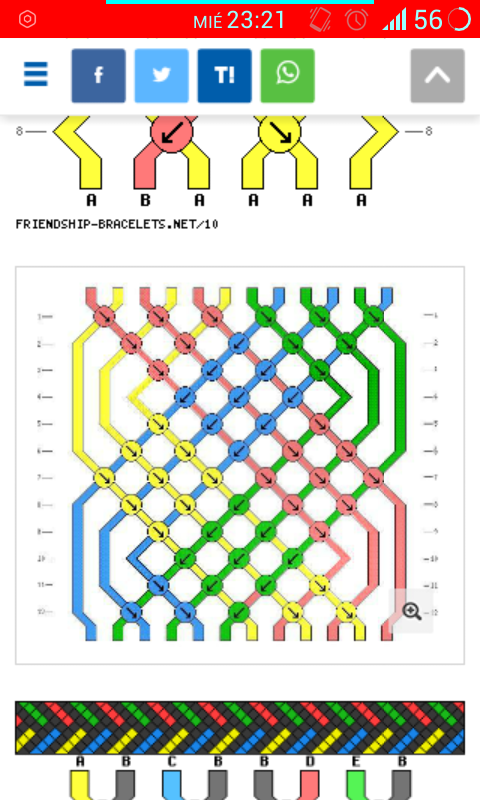 MIÉ 23:21 56
f T!
8 8
A B A A A A
FRIENDSHIP-BRACELETS.NET/10
1 1
2 2
3 3
4 4
5 5
6 6
7 7
8 8
9 9
10 10
11 11
12 12
A B C B B D E B